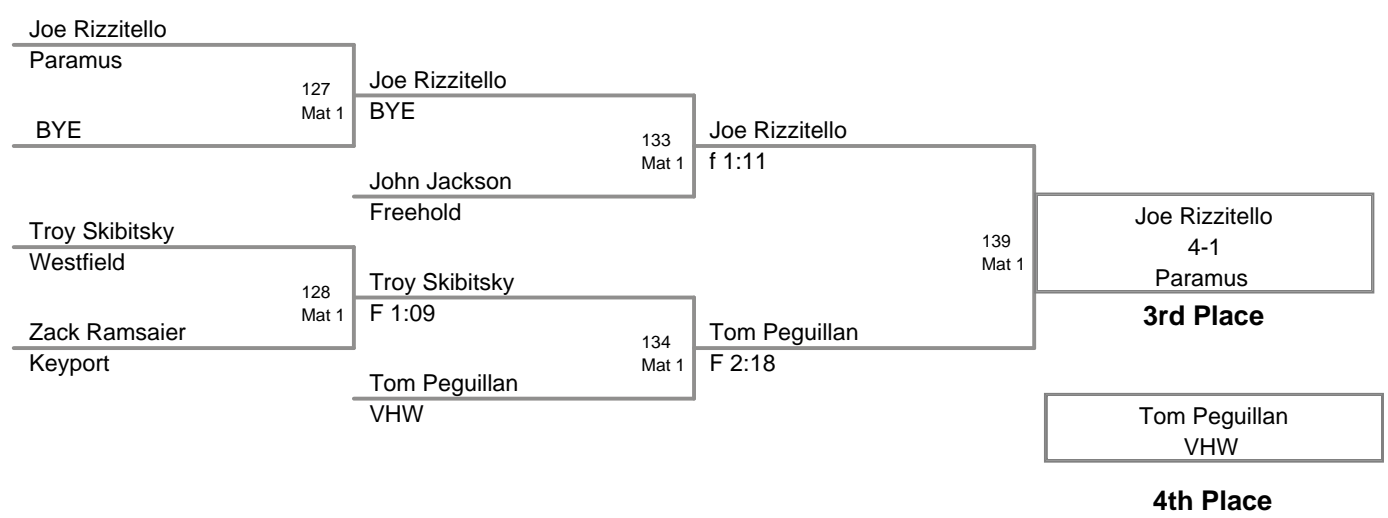 Joe Rizzitello
Paramus
127
Mat 1
BYE
Joe Rizzitello
BYE
133
Mat 1
John Jackson
Freehold
Joe Rizzitello
f 1:11
Troy Skibitsky
Westfield
128
Mat 1
Zack Ramsaier
Keyport
Troy Skibitsky
F 1:09
134
Mat 1
Tom Peguillan
VHW
Tom Peguillan
F 2:18
139
Mat 1
Joe Rizzitello
4-1
Paramus
3rd Place
Tom Peguillan
VHW
4th Place